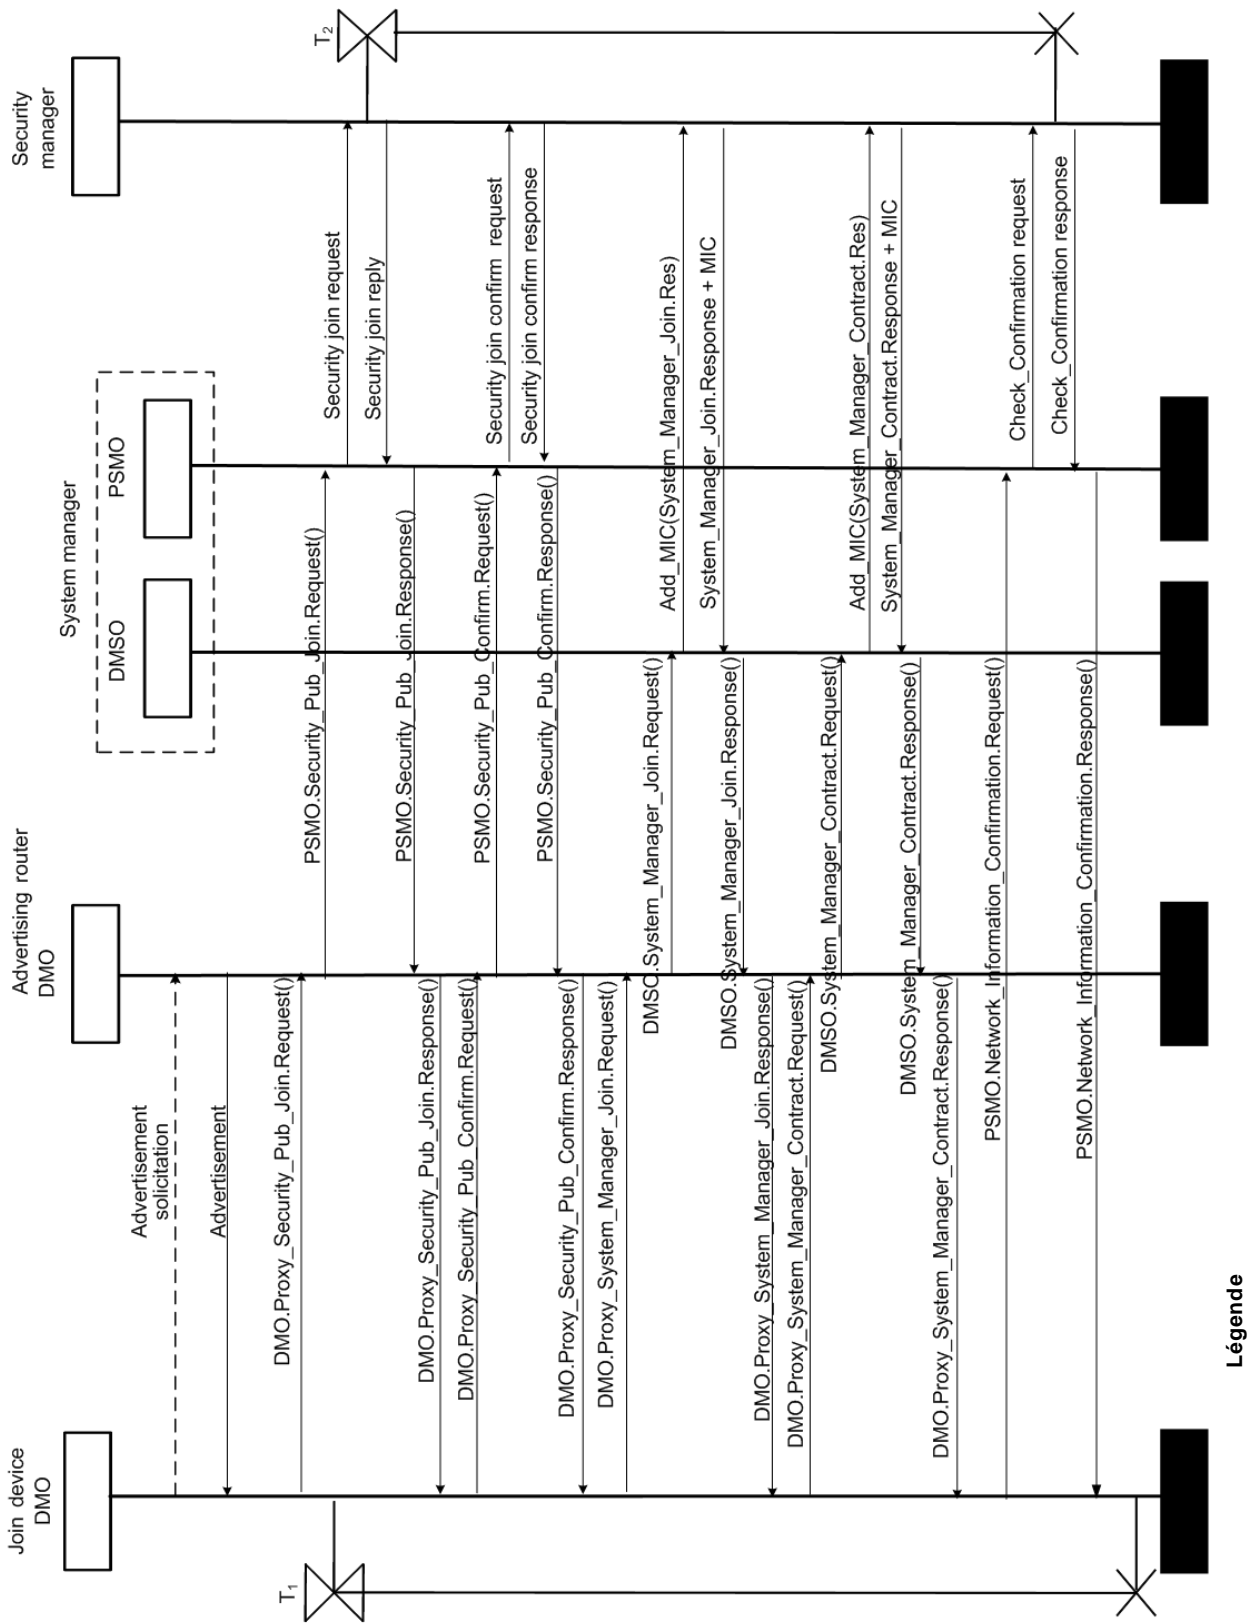 Join device
DMO
Advertising router
DMO
System manager
DMSO
PSMO
Security
manager
T1
T2
Advertisement
solicitation
Advertisement
DMO.Proxy_Security_Pub_Join.Request()
PSMO.Security_Pub_Join.Request()
Security join request
Security join reply
PSMO.Security_Pub_Join.Response()
DMO.Proxy_Security_Pub_Join.Response()
DMO.Proxy_Security_Pub_Confirm.Request()
PSMO.Security_Pub_Confirm.Request()
Security join confirm request
Security join confirm response
PSMO.Security_Pub_Confirm.Response()
DMO.Proxy_Security_Pub_Confirm.Response()
DMO.Proxy_System_Manager_Join.Request()
DMSO.System_Manager_Join.Request()
Add_MIC(System_Manager_Join.Res)
System_Manager_Join.Response + MIC
DMSO.System_Manager_Join.Response()
DMO.Proxy_System_Manager_Join.Response()
DMO.Proxy_System_Manager_Contract.Request()
DMSO.System_Manager_Contract.Request()
Add_MIC(System_Manager_Contract.Res)
System_Manager_Contract.Response + MIC
DMSO.System_Manager_Contract.Response()
DMO.Proxy_System_Manager_Contract.Response()
PSMO.Network_Information_Confirmation.Request()
Check_Confirmation request
Check_Confirmation response
PSMO.Network_Information_Confirmation.Response()
Légende